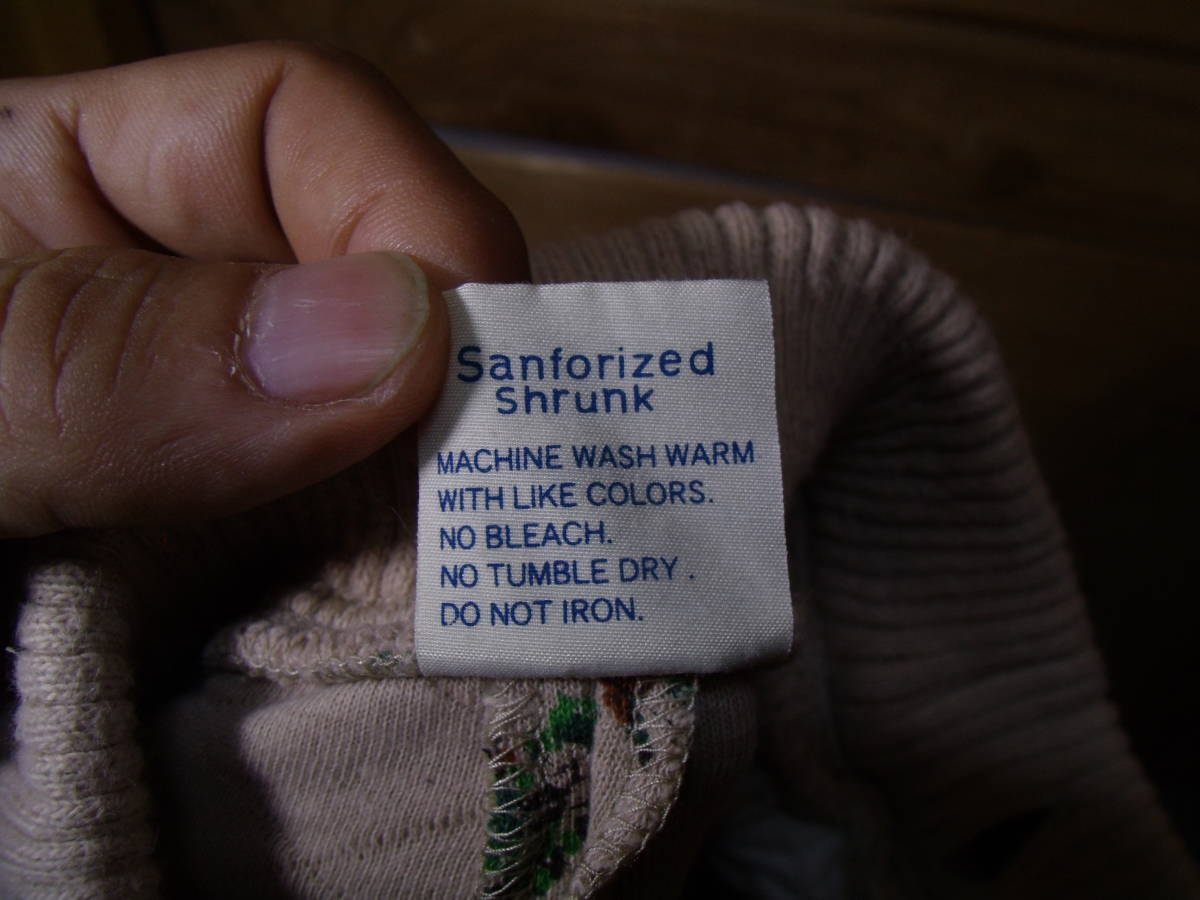 Sanforized
Shrunk
MACHINE WASH WARM
WITH LIKE COLORS.
NO BLEACH.
NO TUMBLE DRY .
DO NOT IRON.